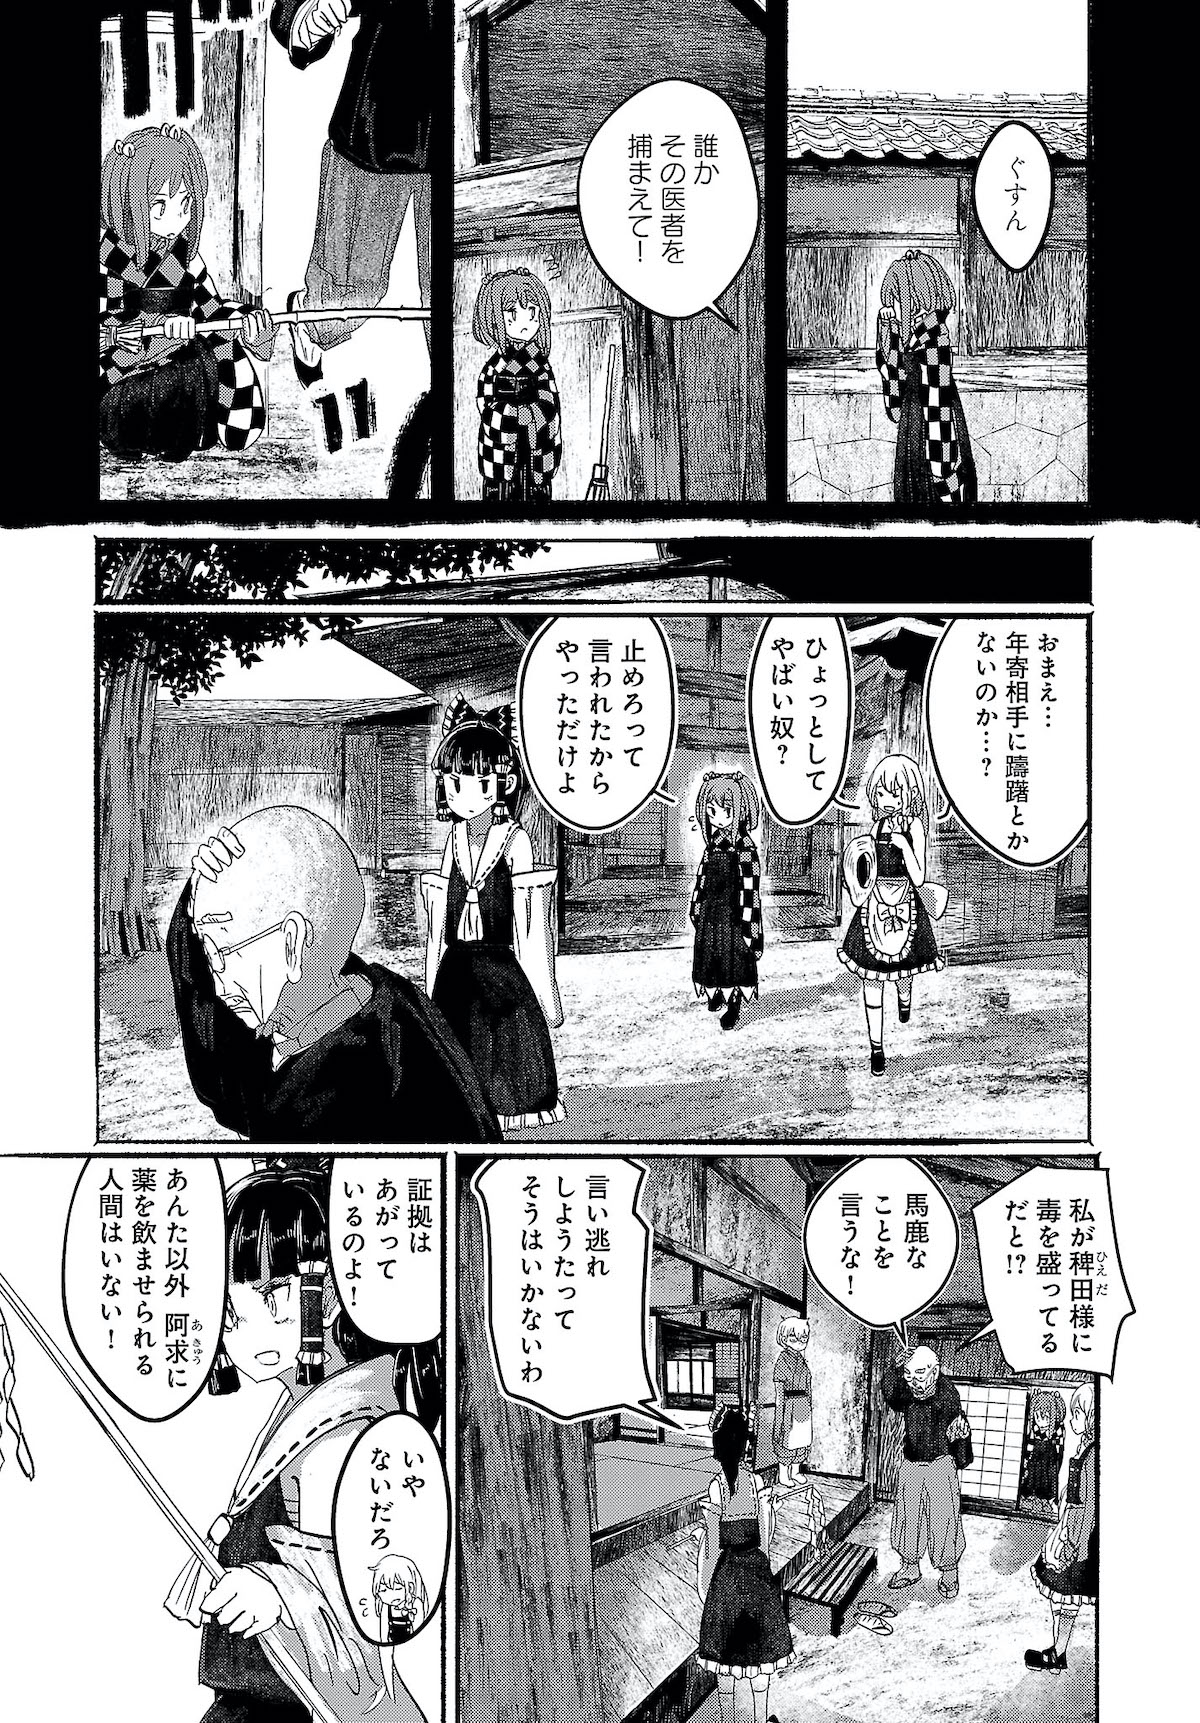 ぐすん
誰か
その医者を
捕まえて！
おまえ…
年寄相手に躊躇とか
ないのか…？
ひょっとして
やばい奴？
止めろって
言われたから
やっただけよ
私が稗田様に
ひえだ
毒を盛ってる
だと!?
馬鹿な
ことを
言うな！
言い逃れ
しようたって
そうはいかないわ
証拠は
あがって
いるのよ！
あんた以外 阿求に
あきゅう
薬を飲ませられる
人間はいない！
いや
ないだろ